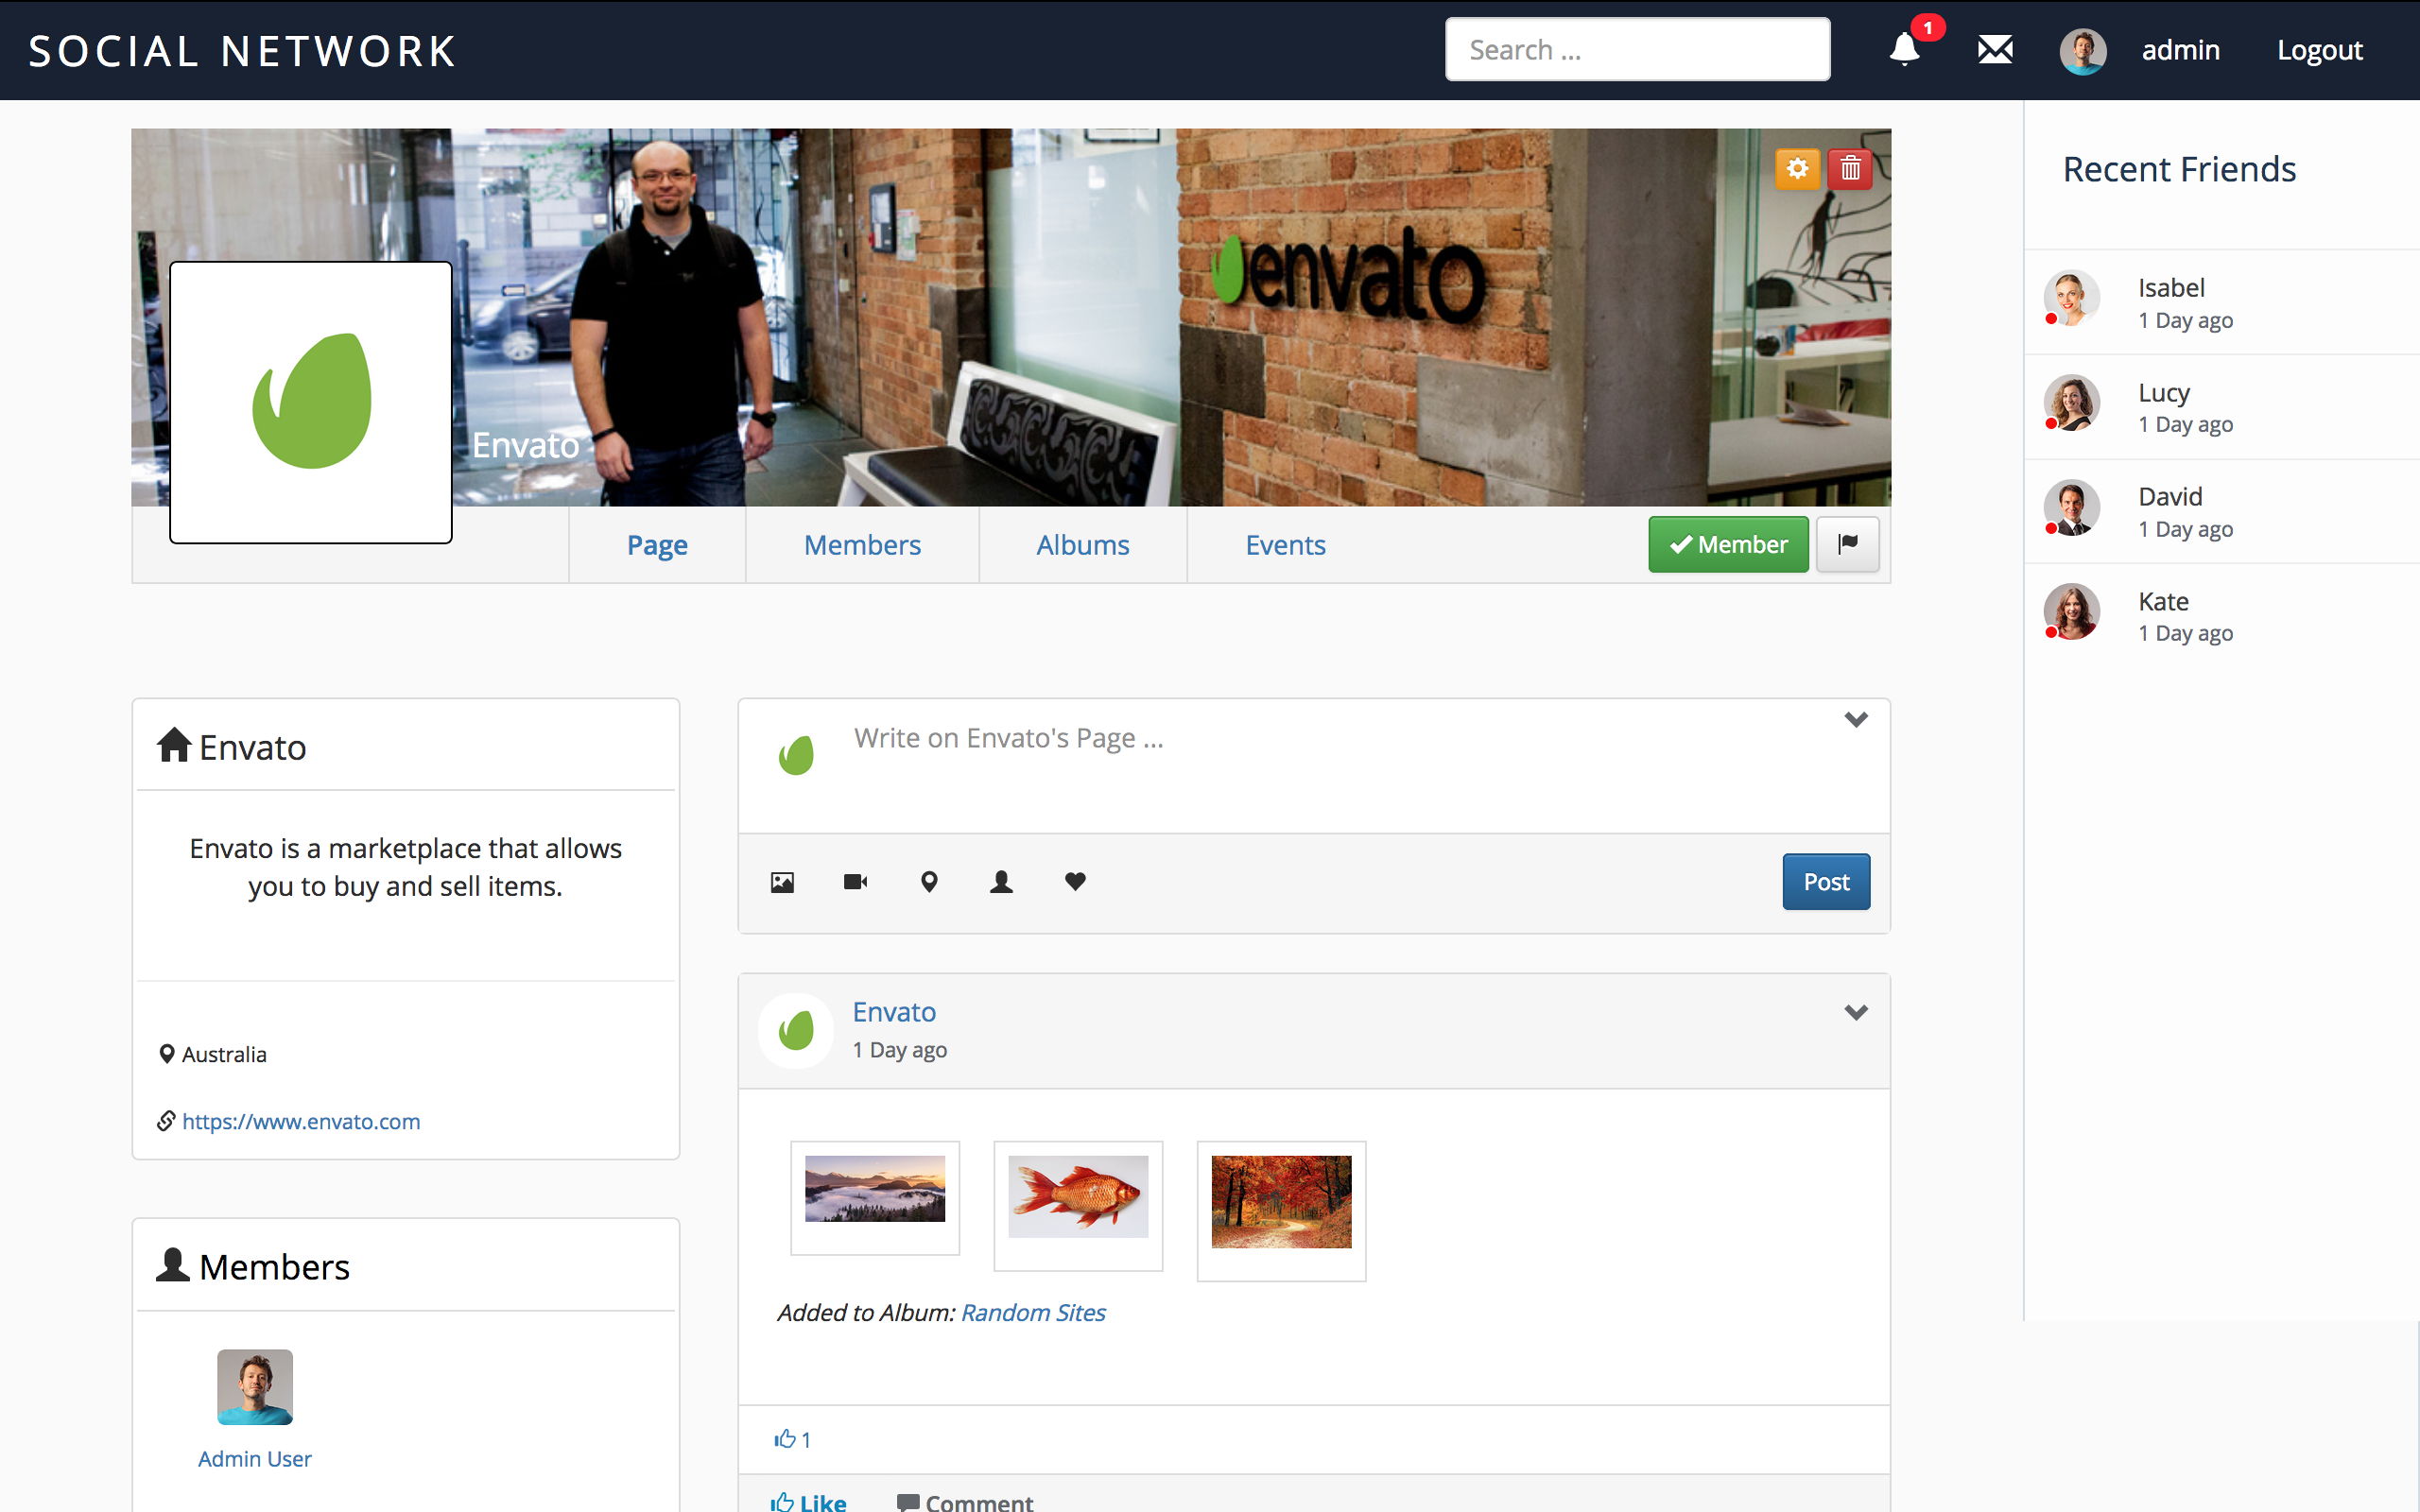 SOCIAL NETWORK
Search ...
1
admin
Logout
envato
Envato
Page
Members
Albums
Events
Member
Recent Friends
Isabel
1 Day ago
Lucy
1 Day ago
David
1 Day ago
Kate
1 Day ago
Envato
Envato is a marketplace that allows
you to buy and sell items.
Australia
https://www.envato.com
Members
Admin User
Write on Envato's Page ...
Post
Envato
1 Day ago
Added to Album: Random Sites
1
Like
Comment